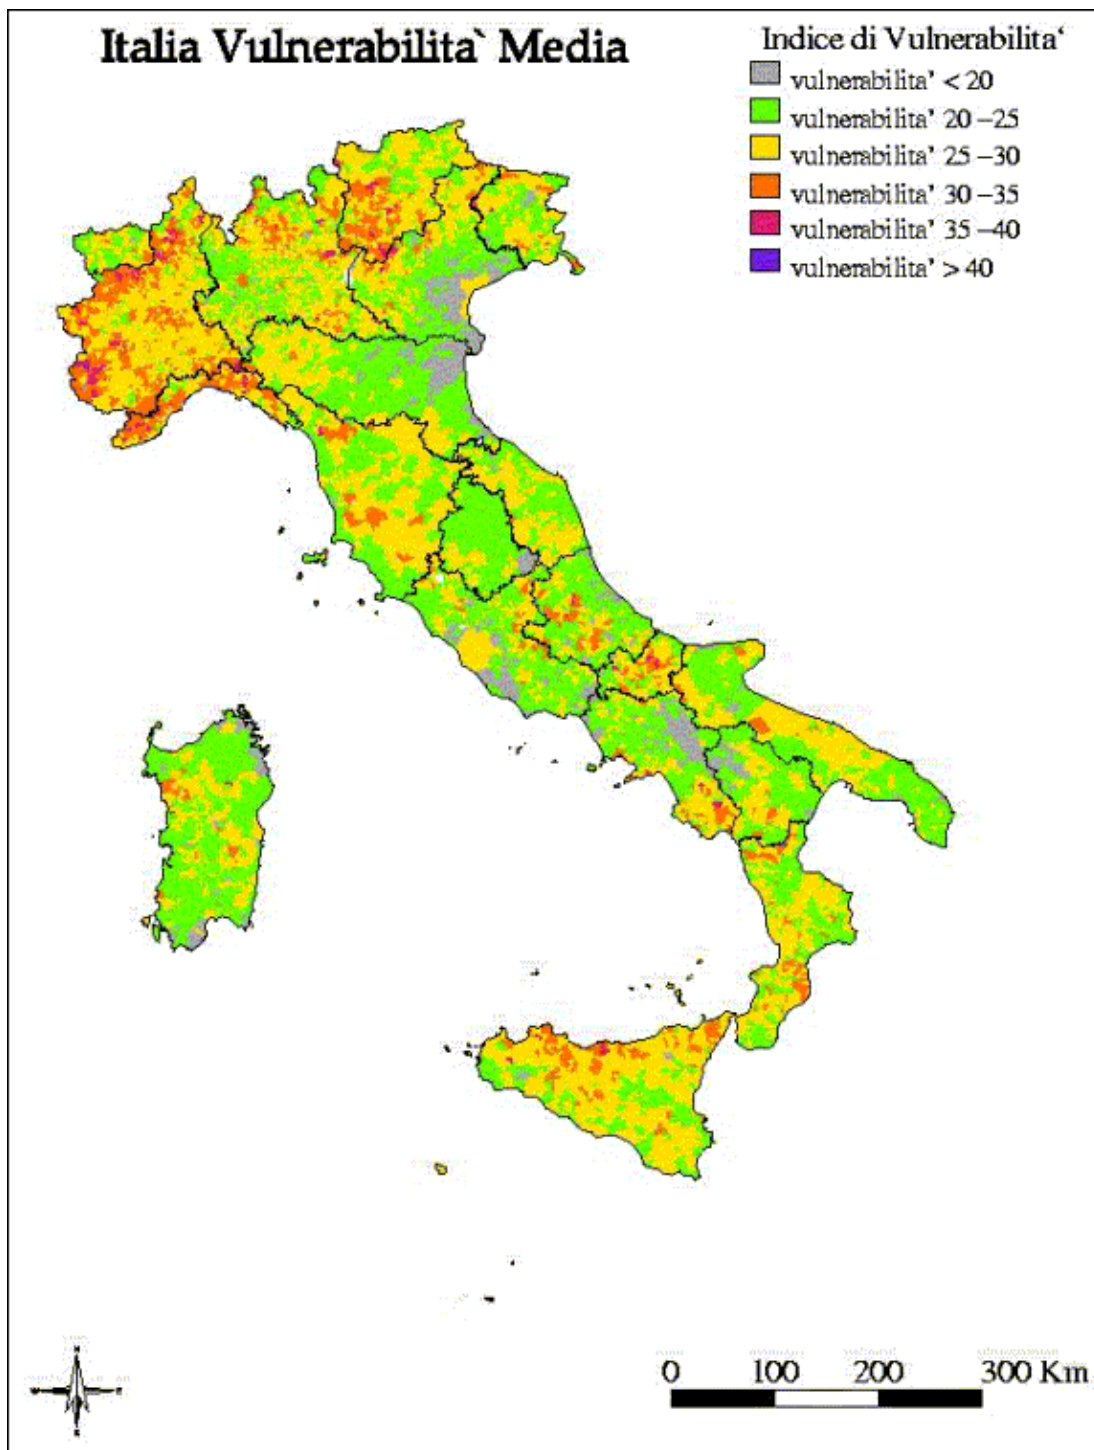 Italia Vulnerabilita` Media
Indice di Vulnerabilita‘
vulnerabilita’ < 20
vulnerabilita’ 20 –25
vulnerabilita’ 25 –30
vulnerabilita’ 30 –35
vulnerabilita’ 35 –40
vulnerabilita’ > 40
N
W E
S
0 100 200 300 Km